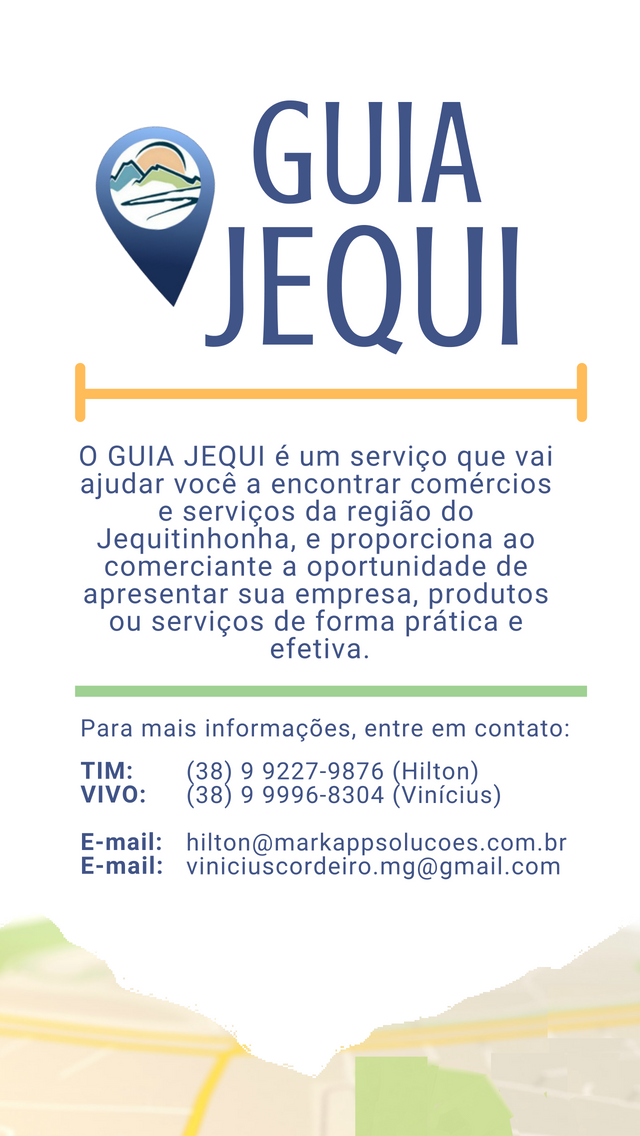 GUIA
JEQUI
O GUIA JEQUI é um serviço que vai
ajudar você a encontrar comércios
e serviços da região do
Jequitinhonha, e proporciona ao
comerciante a oportunidade de
apresentar sua empresa, produtos
ou serviços de forma prática e
efetiva.
Para mais informações, entre em contato:
TIM: (38) 9 9227-9876 (Hilton)
VIVO: (38) 9 9996-8304 (Vinícius)
E-mail: hilton@markappsolucoes.com.br
E-mail: viniciuscordeiro.mg@gmail.com